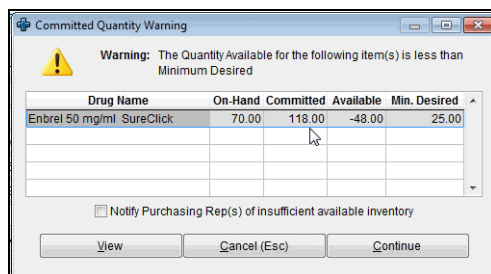 Committed Quantity Warning
Warning: The Quantity Available for the following item(s) is less than
Minimum Desired
Drug Name On-Hand Committed Available Min. Desired
Enbrel 50 mg/ml SureClick 70.00 118.00 -48.00 25.00
Notify Purchasing Rep(s) of insufficient available inventory
View Cancel (Esc) Continue